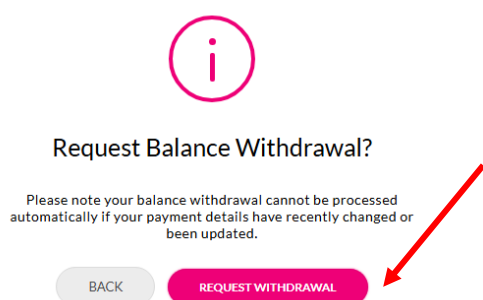 Request Balance Withdrawal?
Please note your balance withdrawal cannot be processed
automatically if your payment details have recently changed or
been updated.
BACK
REQUEST WITHDRAWAL